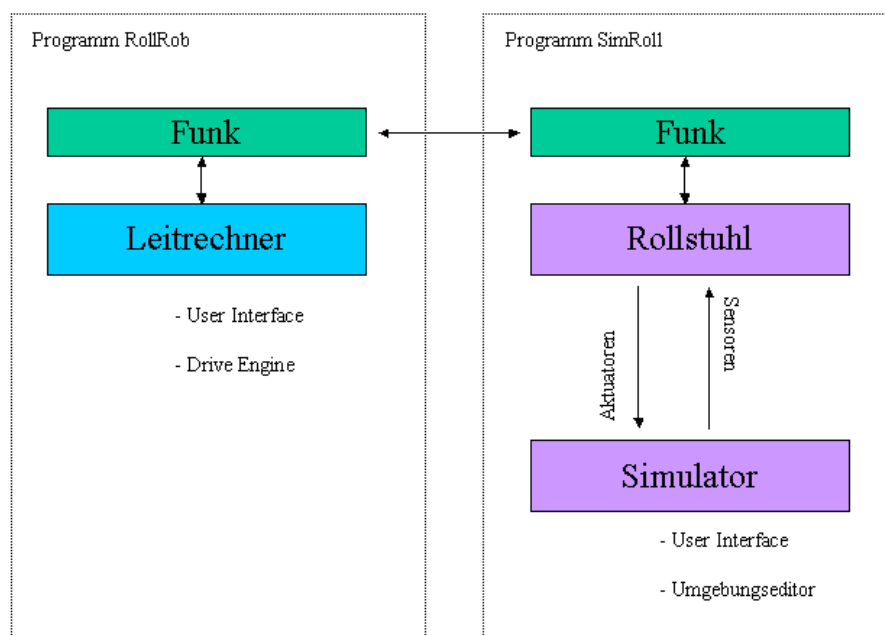 Programm RollRob
Funk
Leitrechner
- User Interface
- Drive Engine
Programm SimRoll
Funk
Rollstuhl
Aktuatoren
Sensoren
Simulator
- User Interface
- Umgebungseditor